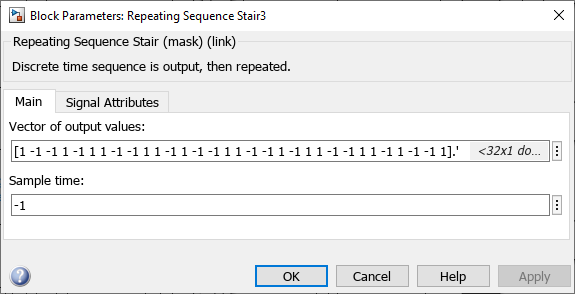 Block Parameters: Repeating Sequence Stair3
Repeating Sequence Stair (mask) (link)
Discrete time sequence is output, then repeated.
Main Signal Attributes
Vector of output values:
[1 -1 -1 1 -1 1 1 -1 -1 1 1 -1 1 -1 -1 1 1 -1 -1 1 -1 1 1 -1 -1 1 1 -1 1 -1 -1 1].' <32x1 do...
Sample time:
-1
OK Cancel Help Apply